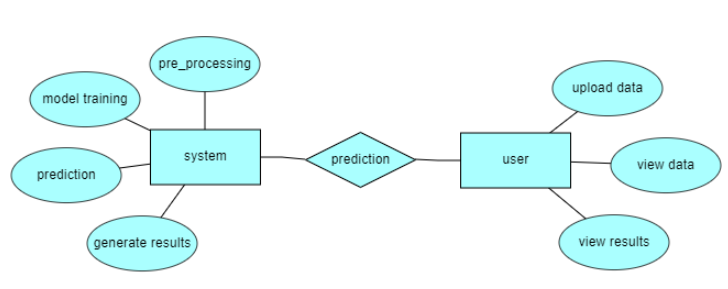 pre_processing
model training
system
prediction
generate results
prediction
user
upload data
view data
view results